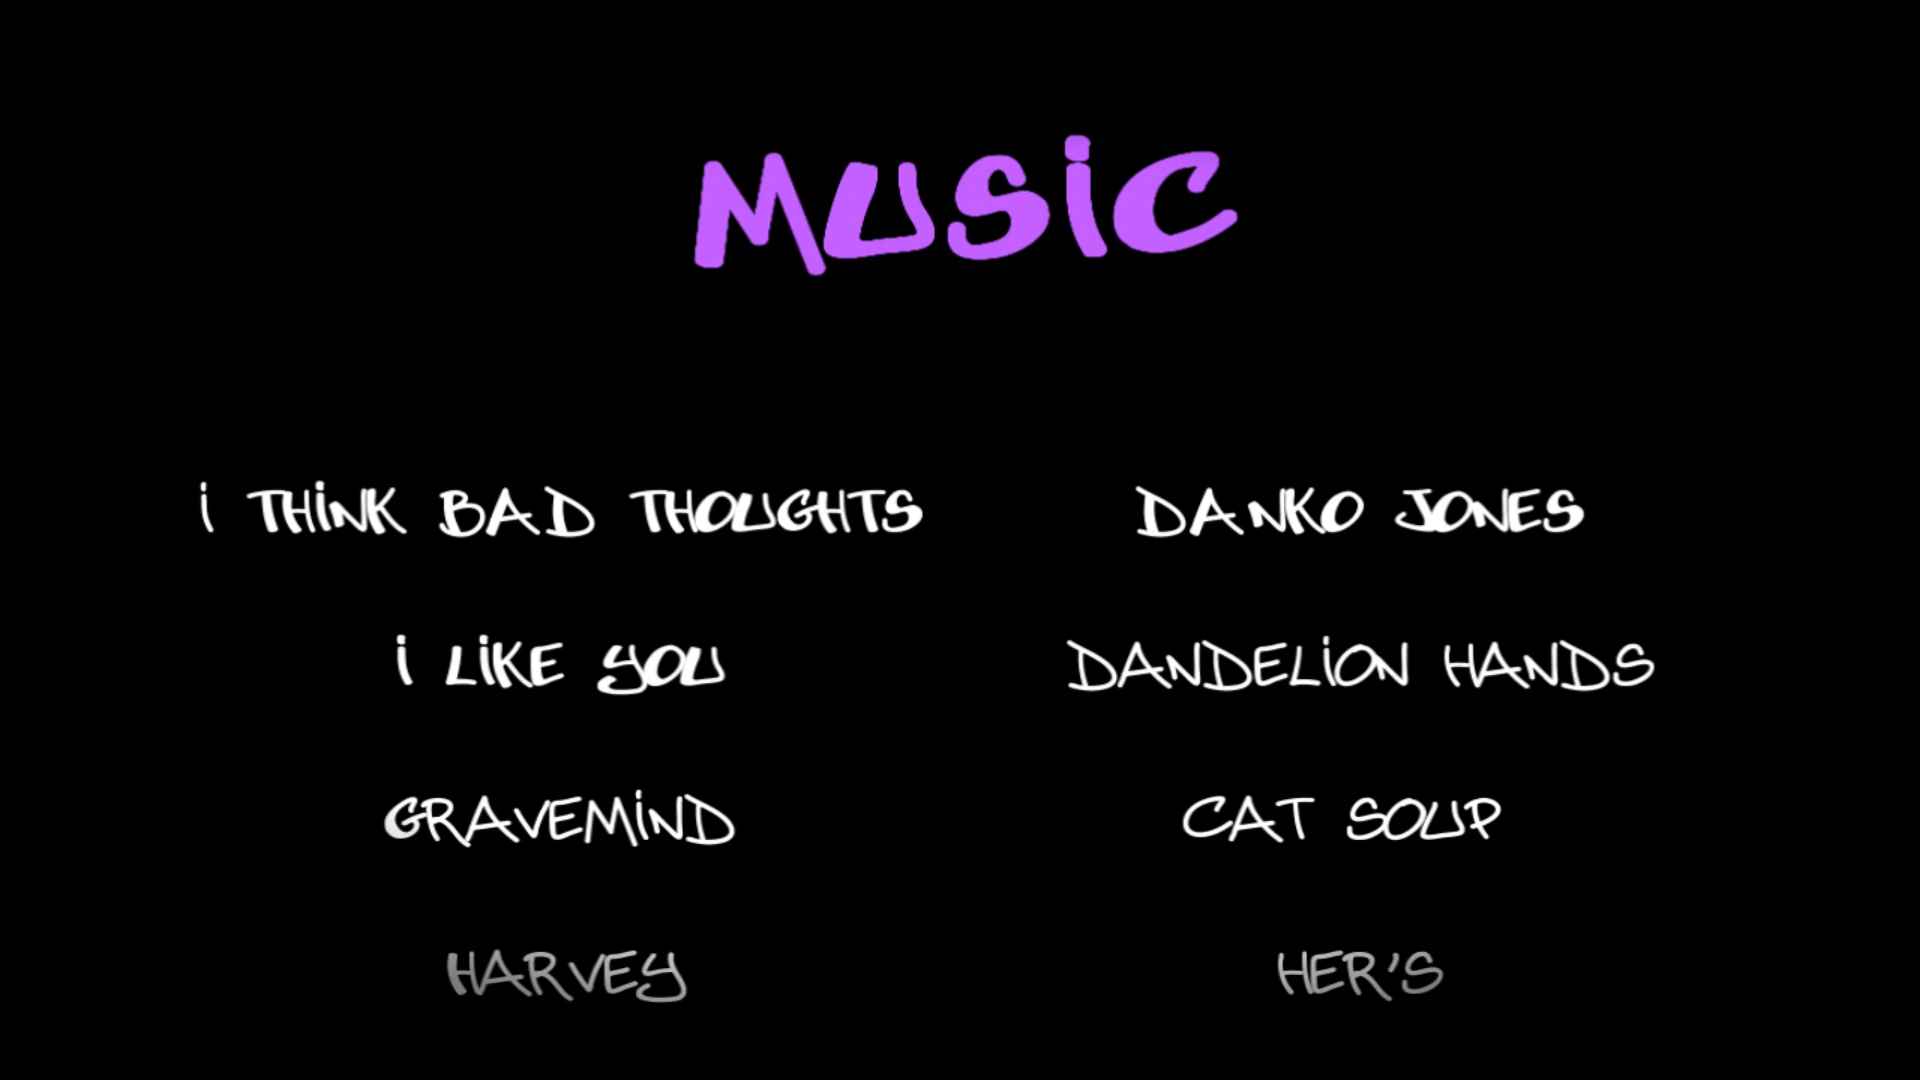 MUSiC
i THiNK BAD THOUGHTS DANKO JONES
i LiKE YOU DANDELiON HANDS
GRAVEMiND CAT SOUP
HARVEY HER'S